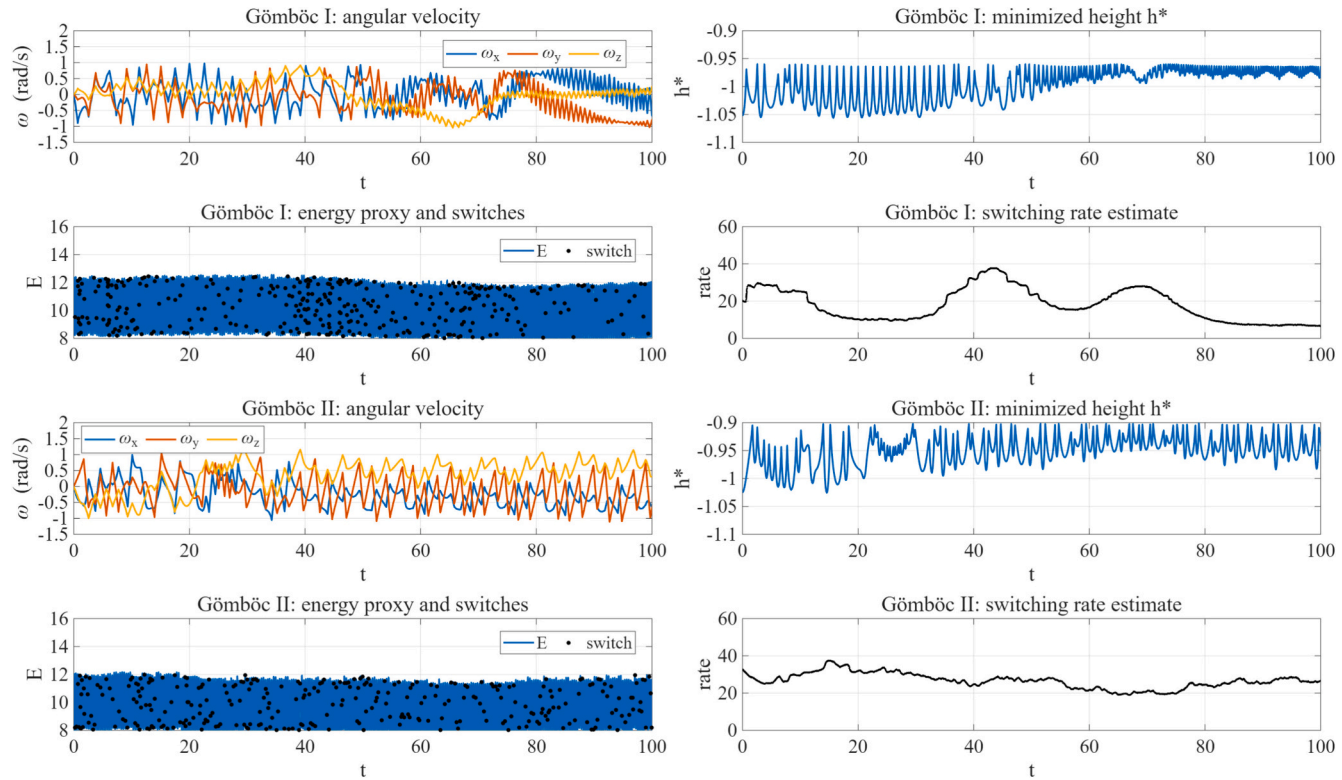 Gömböc I: angular velocity
ω (rad/s)
2
1.5
1
0.5
0
-0.5
-1
-1.5
ωx ωy ωz
0 20 40 60 80 100
t
Gömböc I: minimized height h*
h*
-0.9
-0.95
-1
-1.05
-1.1
0 20 40 60 80 100
t
Gömböc I: energy proxy and switches
E
16
14
12
10
8
E switch
0 20 40 60 80 100
t
Gömböc I: switching rate estimate
rate
60
40
20
0
0 20 40 60 80 100
t
Gömböc II: angular velocity
ω (rad/s)
2
1.5
1
0.5
0
-0.5
-1
-1.5
ωx ωy ωz
0 20 40 60 80 100
t
Gömböc II: minimized height h*
h*
-0.9
-0.95
-1
-1.05
-1.1
0 20 40 60 80 100
t
Gömböc II: energy proxy and switches
E
16
14
12
10
8
E switch
0 20 40 60 80 100
t
Gömböc II: switching rate estimate
rate
60
40
20
0
0 20 40 60 80 100
t